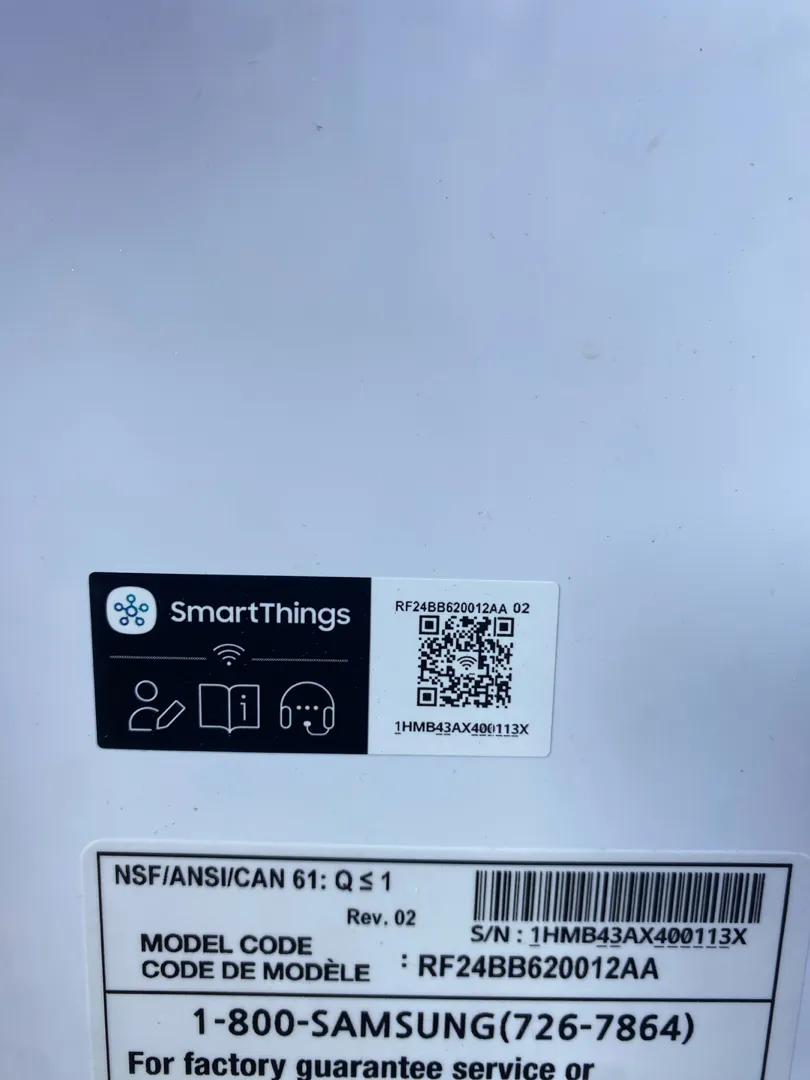 SmartThings
RF24BB620012AA 02
1HMB43AX400113X
NSF/ANSI/CAN 61: Q ≤ 1
Rev. 02
S/N : 1HMB43AX400113X
MODEL CODE
CODE DE MODÈLE : RF24BB620012AA
1-800-SAMSUNG(726-7864)
For factory guarantee service or